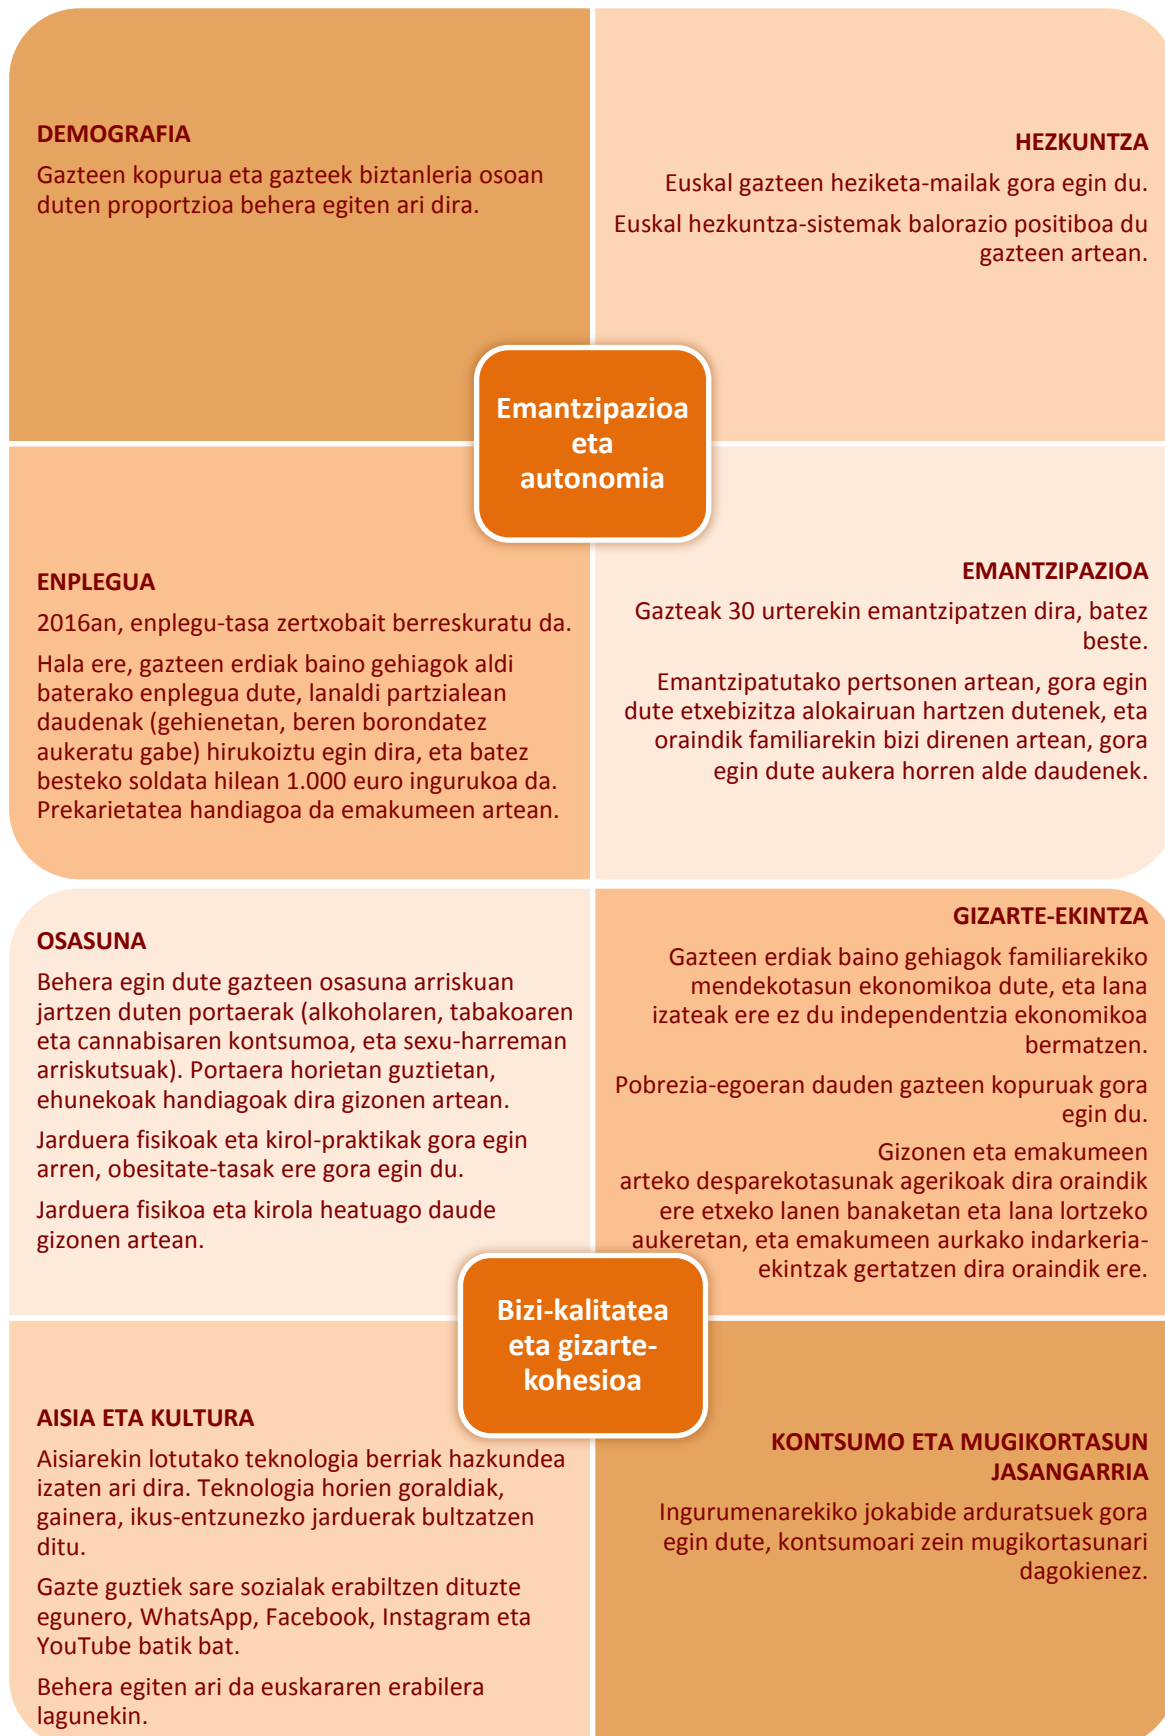 DEMOGRAFIA
Gazteen kopurua eta gazteek biztanleria osoan
duten proportzioa behera egiten ari dira.
HEZKUNTZA
Euskal gazteen heziketa-mailak gora egin du.
Euskal hezkuntza-sistemak balorazio positiboa du
gazteen artean.
Emantzipazioa
eta
autonomia
ENPLEGUA
2016an, enplegu-tasa zertxobait berreskuratu da.
Hala ere, gazteen erdiak baino gehiagok aldi
baterako enplegua dute, lanaldi partzialean
daudenak (gehienetan, beren borondatez
aukeratu gabe) hirukoiztu egin dira, eta batez
besteko soldata hilean 1.000 euro ingurukoa da.
Prekarietatea handiagoa da emakumeen artean.
EMANTZIPAZIOA
Gazteak 30 urterekin emantzipatzen dira, batez
beste.
Emantzipatutako pertsonen artean, gora egin
dute etxebizitza alokairuan hartzen dutenek, eta
oraindik familiarekin bizi direnen artean, gora
egin dute aukera horren alde daudenek.
OSASUNA
Behera egin dute gazteen osasuna arriskuan
jartzen duten portaerak (alkoholaren, tabakoaren
eta cannabisaren kontsumoa, eta sexu-harreman
arriskutsuak). Portaera horietan guztietan,
ehunekoak handiagoak dira gizonen artean.
Jarduera fisikoak eta kirol-praktikak gora egin
arren, obesitate-tasak ere gora egin du.
Jarduera fisikoa eta kirola heatuago daude
gizonen artean.
GIZARTE-EKINTZA
Gazteen erdiak baino gehiagok familiarekiko
mendekotasun ekonomikoa dute, eta lana
izateak ere ez du independentzia ekonomikoa
bermatzen.
Pobrezia-egoeran dauden gazteen kopuruak gora
egin du.
Gizonen eta emakumeen
arteko desparekotasunak agerikoak dira oraindik
ere etxeko lanen banaketan eta lana lortzeko
aukeretan, eta emakumeen aurkako indarkeria-
ekintzak gertatzen dira oraindik ere.
Bizi-kalitatea
eta gizarte-
kohesioa
AISIA ETA KULTURA
Aisiarekin lotutako teknologia berriak hazkundea
izaten ari dira. Teknologia horien goraldiak,
gainera, ikus-entzunezko jarduerak bultzatzen
ditu.
Gazte guztiek sare sozialak erabiltzen dituzte
egunero, WhatsApp, Facebook, Instagram eta
YouTube batik bat.
Behera egiten ari da euskararen erabilera
lagunekin.
KONTSUMO ETA MUGIKORTASUN
JASANGARRIA
Ingurumenarekiko jokabide arduratsuek gora
egin dute, kontsumoari zein mugikortasunari
dagokienez.